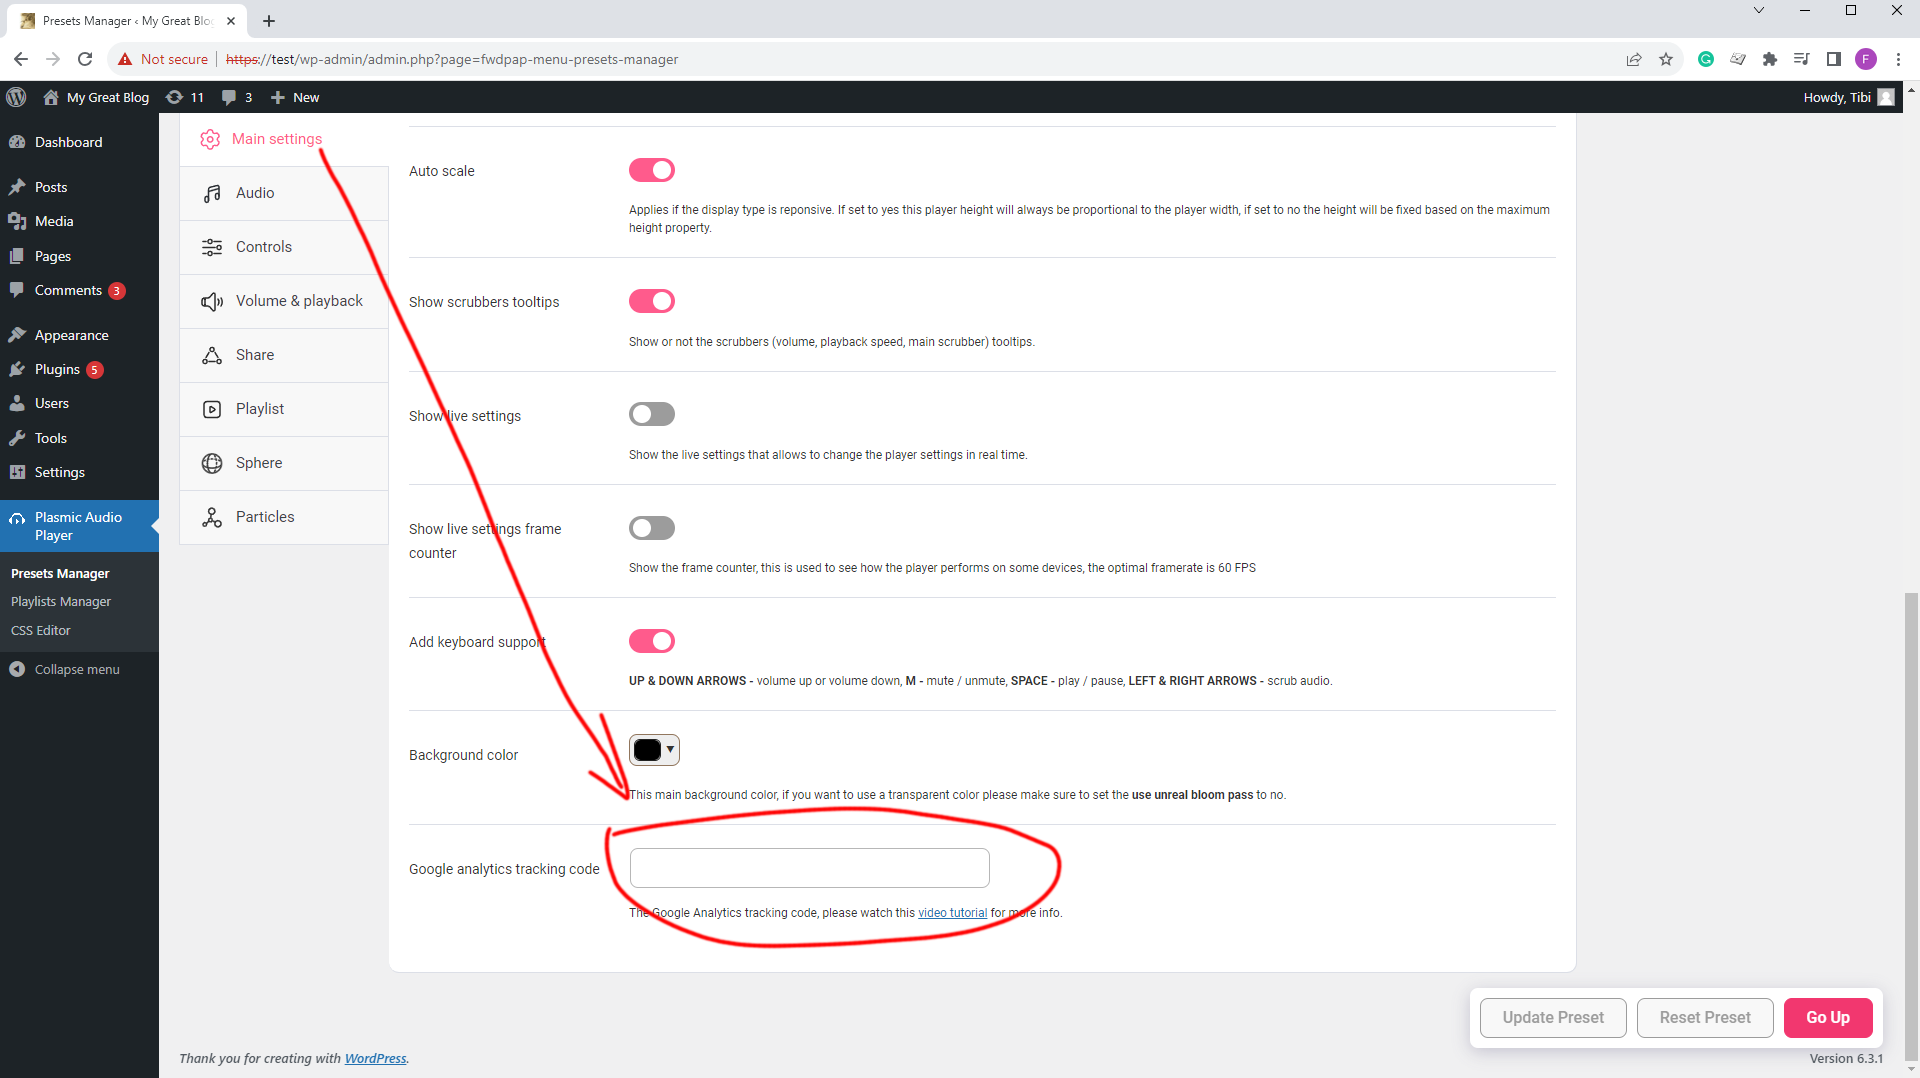 Presets Manager ‹ My Great Blog
Not secure
https://test/wp-admin/admin.php?page=fwdpap-menu-presets-manager
F
My Great Blog
11
3
New
Howdy, Tibi
Dashboard
Posts
Media
Pages
Comments 3
Appearance
Plugins 5
Users
Tools
Settings
Plasmic Audio
Player
Presets Manager
Playlists Manager
CSS Editor
Collapse menu
Main settings
Audio
Controls
Volume & playback
Share
Playlist
Sphere
Particles
Auto scale
Applies if the display type is reponsive. If set to yes this player height will always be proportional to the player width, if set to no the height will be fixed based on the maximum
height property.
Show scrubbers tooltips
Show or not the scrubbers (volume, playback speed, main scrubber) tooltips.
Show live settings
Show the live settings that allows to change the player settings in real time.
Show live settings frame
counter
Show the frame counter, this is used to see how the player performs on some devices, the optimal framerate is 60 FPS
Add keyboard support
UP & DOWN ARROWS - volume up or volume down, M - mute / unmute, SPACE - play / pause, LEFT & RIGHT ARROWS - scrub audio.
Background color
This main background color, if you want to use a transparent color please make sure to set the use unreal bloom pass to no.
Google analytics tracking code
The Google Analytics tracking code, please watch this video tutorial for more info.
Update Preset
Reset Preset
Go Up
Thank you for creating with WordPress.
Version 6.3.1